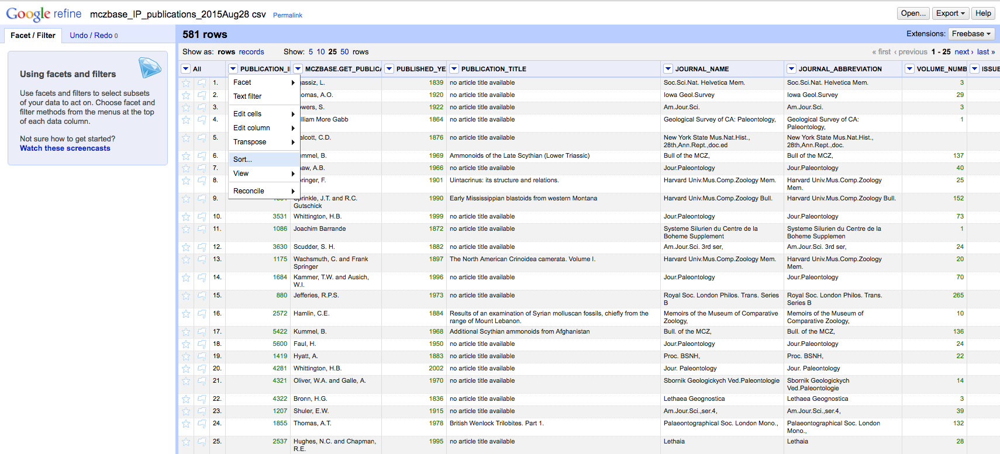 Google refine mczbase_IP_publications_2015Aug28 csv Permalink Open... Export Help
Facet / Filter Undo / Redo 0 581 rows Extensions: Freebase
Show as: rows records Show: 5 10 25 50 rows « first ‹ previous 1 - 25 next › last »
Using facets and filters
Use facets and filters to select subsets
of your data to act on. Choose facet and
filter methods from the menus at the top
of each data column.
Not sure how to get started?
Watch these screencasts
All PUBLICATION_I MCZBASE.GET_PUBLICA PUBLISHED_YE PUBLICATION_TITLE JOURNAL_NAME JOURNAL_ABBREVIATION VOLUME_NUMB ISSUE
Facet
Text filter
Edit cells
Edit column
Transpose
Sort...
View
Reconcile
1. gassiz, L. 1839 no article title available Soc.Sci.Nat. Helvetica Mem. Soc.Sci.Nat. Helvetica Mem. 3
2. omas, A.O. 1920 no article title available Iowa Geol.Survey Iowa Geol.Survey 29
3. owers, S. 1922 no article title available Am.Jour.Sci. Am.Jour.Sci. 3
4. lliam More Gabb 1864 no article title available Geological Survey of CA: Paleontology, Geological Survey of CA: 1
Paleontology,
5. alcott, C.D. 1876 no article title available New York State Mus.Nat.Hist., New York State Mus.Nat.Hist.,
28th,Ann.Rept.,doc.ed 28th,Ann.Rept.,doc.
6. mmel, B. 1969 Ammonoids of the Late Scythian (Lower Triassic) Bull of the MCZ, Bull of the MCZ, 137
7. aw, A.B. 1966 no article title available Jour.Paleontology Jour.Paleontology 40
8. ringer, F. 1901 Uintacrinus: its structure and relations. Harvard Univ.Mus.Comp.Zoology Mem. Harvard Univ.Mus.Comp.Zoology 25
Mem.
9. Sprinkle, J.T. and R.C. 1990 Early Mississippian blastoids from western Montana Harvard Univ.Mus.Comp.Zoology Bull. Harvard Univ.Mus.Comp.Zoology Bull. 152
Gutschick
10. 3531 Whittington, H.B. 1999 no article title available Jour.Paleontology Jour.Paleontology 73
11. 1086 Joachim Barrande 1872 no article title available Systeme Silurien du Centre de la Systeme Silurien du Centre de la 1
Boheme Supplement Boheme Supplemen
12. 3630 Scudder, S. H. 1882 no article title available Am.Jour.Sci. 3rd ser, Am.Jour.Sci. 3rd ser, 24
13. 1175 Wachsmuth, C. and Frank 1897 The North American Crinoidea camerata. Volume I. Harvard Univ.Mus.Comp.Zoology Mem. Harvard Univ.Mus.Comp.Zoology 20
Springer Mem.
14. 1684 Kammer, T.W. and Ausich, 1996 no article title available Jour.Paleontology Jour.Paleontology 70
W.I.
15. 880 Jefferies, R.P.S. 1973 no article title available Royal Soc. London Philos. Trans. Series Royal Soc. London Philos. Trans. 265
B Series B
16. 2572 Hamlin, C.E. 1884 Results of an examination of Syrian molluscan fossils, chiefly from the Memoirs of the Museum of Comparative Memoirs of the Museum of 10
range of Mount Lebanon. Zoology, Comparative Zoology,
17. 5422 Kummel, B. 1968 Additional Scythian ammonoids from Afghanistan Bull. of the MCZ, Bull. of the MCZ, 136
18. 5600 Faul, H. 1950 no article title available Jour.Paleontology Jour.Paleontology 24
19. 1419 Hyatt, A. 1883 no article title available Proc. BSNH, Proc. BSNH, 22
20. 4281 Whittington, H.B. 2002 no article title available Jour. Paleontology Jour. Paleontology
21. 4321 Oliver, W.A. and Galle, A. 1970 no article title available Sbornik Geologickych Ved.Paleontologie Sbornik Geologickych 14
Ved.Paleontologie
22. 4322 Bronn, H.G. 1836 no article title available Lethaea Geognostica Lethaea Geognostica 3
23. 1207 Shuler, E.W. 1915 no article title available Am.Jour.Sci.,ser.4, Am.Jour.Sci.,ser.4, 39
24. 1855 Thomas, A.T. 1978 British Wenlock Trilobites. Part 1. Palaeontographical Soc. London Mono., Palaeontographical Soc. London 132
Mono.,
25. 2537 Hughes, N.C. and Chapman, 1995 no article title available Lethaia Lethaia 28
R.E.